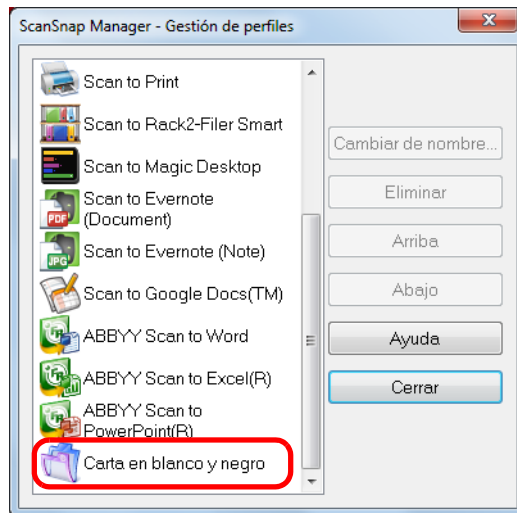 ScanSnap Manager - Gestión de perfiles
Scan to Print
Scan to Rack2-Filer Smart
Scan to Magic Desktop
Scan to Evernote
(Document)
PDF
Scan to Evernote (Note)
JPG
Scan to Google Docs(TM)
ABBYY Scan to Word
ABBYY Scan to Excel(R)
ABBYY Scan to
PowerPoint(R)
Carta en blanco y negro
Cambiar de nombre...
Eliminar
Arriba
Abajo
Ayuda
Cerrar